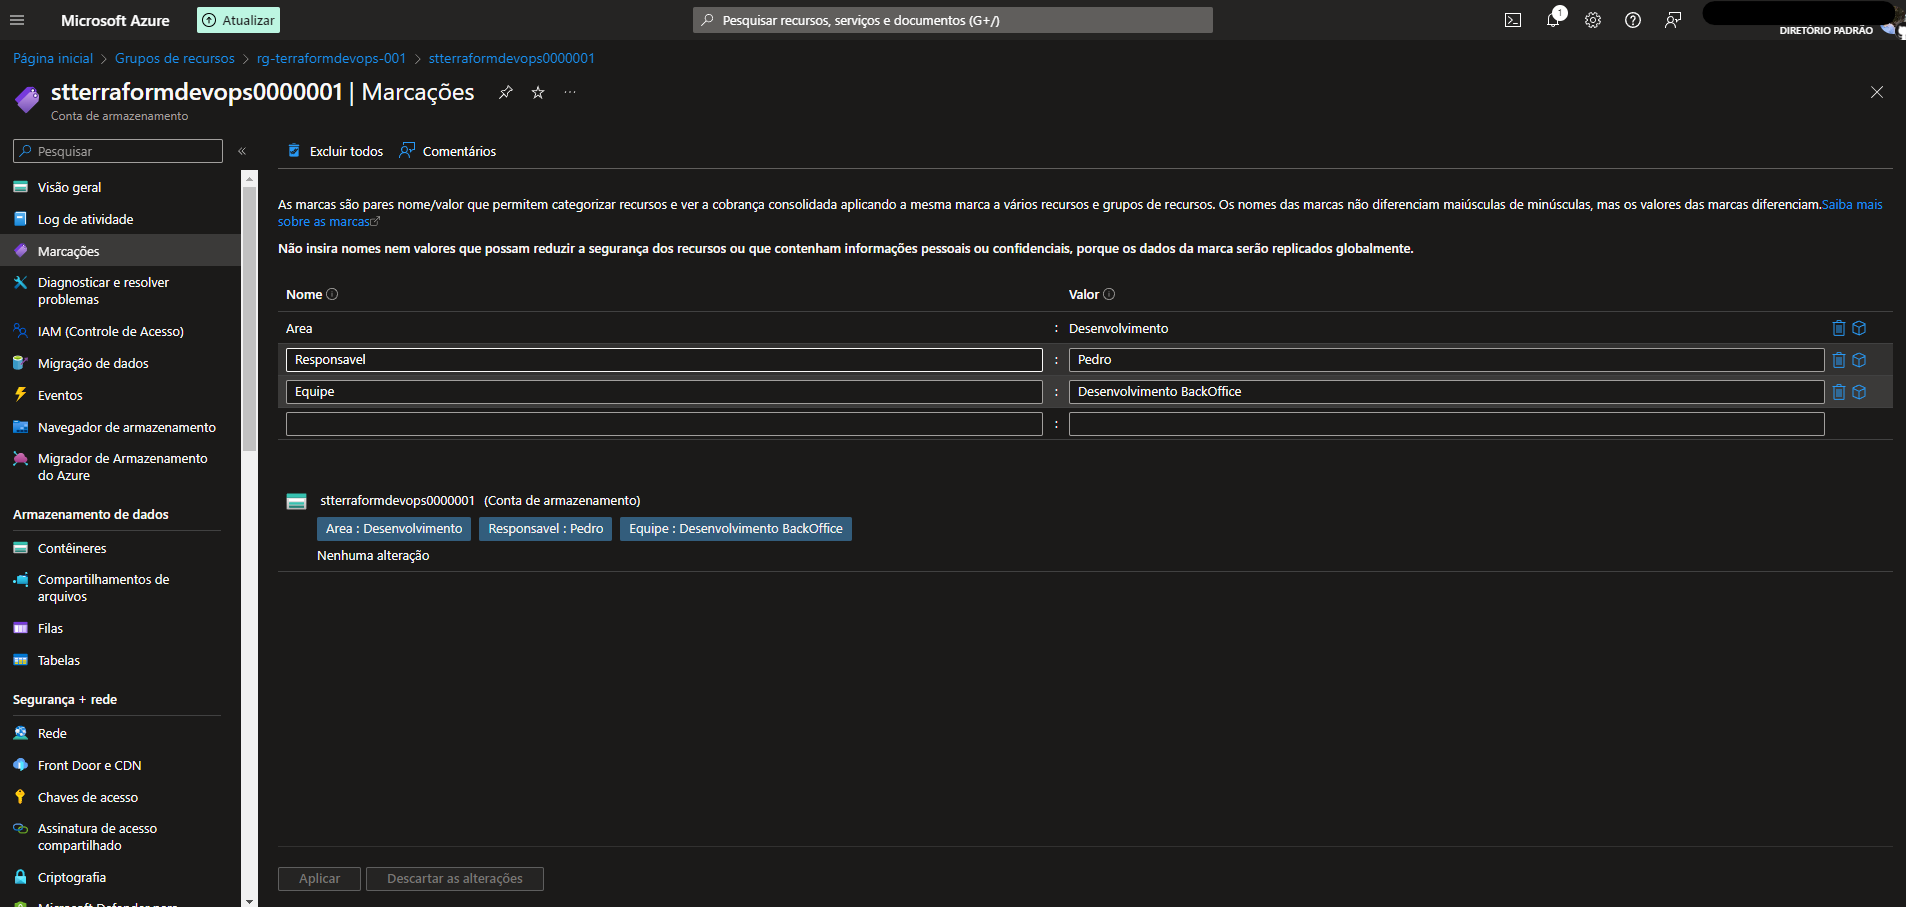 Microsoft Azure
Atualizar
Pesquisar recursos, serviços e documentos (G+/)
1
DIRETÓRIO PADRÃO
Página inicial > Grupos de recursos > rg-terraformdevops-001 > stterraformdevops0000001
stterraformdevops0000001 | Marcações
Conta de armazenamento
Pesquisar
Visão geral
Log de atividade
Marcações
Diagnosticar e resolver
problemas
IAM (Controle de Acesso)
Migração de dados
Eventos
Navegador de armazenamento
Migrador de Armazenamento
do Azure
Armazenamento de dados
Contêineres
Compartilhamentos de
arquivos
Filas
Tabelas
Segurança + rede
Rede
Front Door e CDN
Chaves de acesso
Assinatura de acesso
compartilhado
Criptografia
Excluir todos
Comentários
As marcas são pares nome/valor que permitem categorizar recursos e ver a cobrança consolidada aplicando a mesma marca a vários recursos e grupos de recursos. Os nomes das marcas não diferenciam maiúsculas de minúsculas, mas os valores das marcas diferenciam.Saiba mais
sobre as marcas
Não insira nomes nem valores que possam reduzir a segurança dos recursos ou que contenham informações pessoais ou confidenciais, porque os dados da marca serão replicados globalmente.
Nome Valor
Area : Desenvolvimento
Responsavel : Pedro
Equipe : Desenvolvimento BackOffice
:
stterraformdevops0000001 (Conta de armazenamento)
Area : Desenvolvimento Responsavel : Pedro Equipe : Desenvolvimento BackOffice
Nenhuma alteração
Aplicar
Descartar as alterações